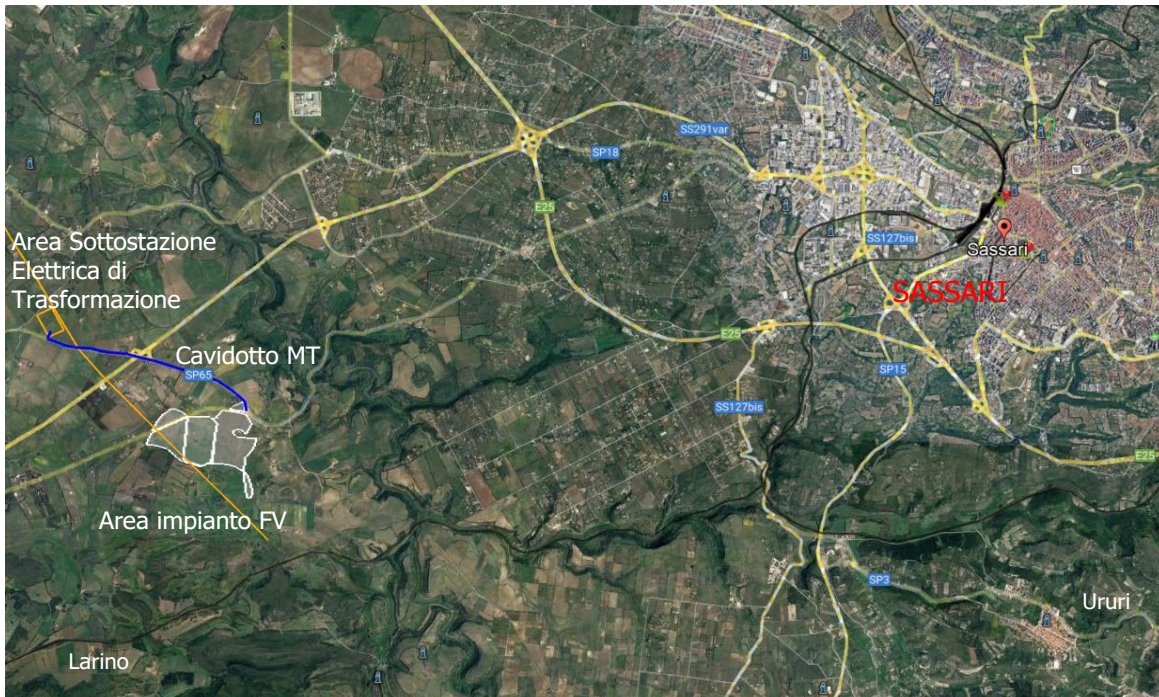 SS291var
SP18
E25
SS127bis
Sassari
SASSARI
Area Sottostazione
Elettrica di
Trasformazione
E25
Cavidotto MT
SP65
SP15
SS127bis
E25
Area impianto FV
SP3
Ururi
Larino